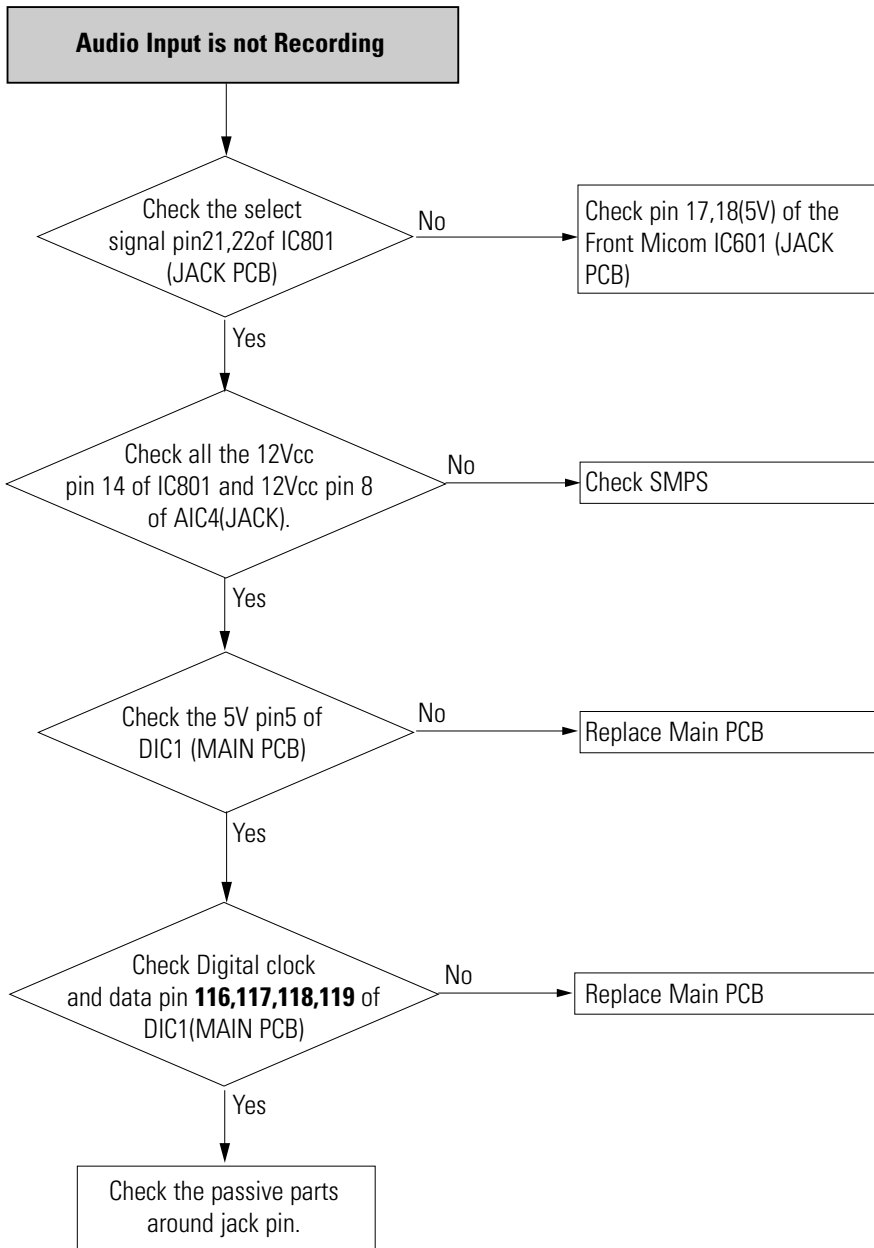 Audio Input is not Recording
Check the select
signal pin21,22of IC801
(JACK PCB)
No
Check pin 17,18(5V) of the
Front Micom IC601 (JACK
PCB)
Yes
Check all the 12Vcc
pin 14 of IC801 and 12Vcc pin 8
of AIC4(JACK).
No
Check SMPS
Yes
Check the 5V pin5 of
DIC1 (MAIN PCB)
No
Replace Main PCB
Yes
Check Digital clock
and data pin 116,117,118,119 of
DIC1(MAIN PCB)
No
Replace Main PCB
Yes
Check the passive parts
around jack pin.